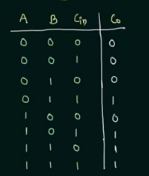 A B Cin Co
0 0 0 0
0 0 1 0
0 1 0 0
0 1 1 1
1 0 0 0
1 0 1 1
1 1 0 1
1 1 1 1